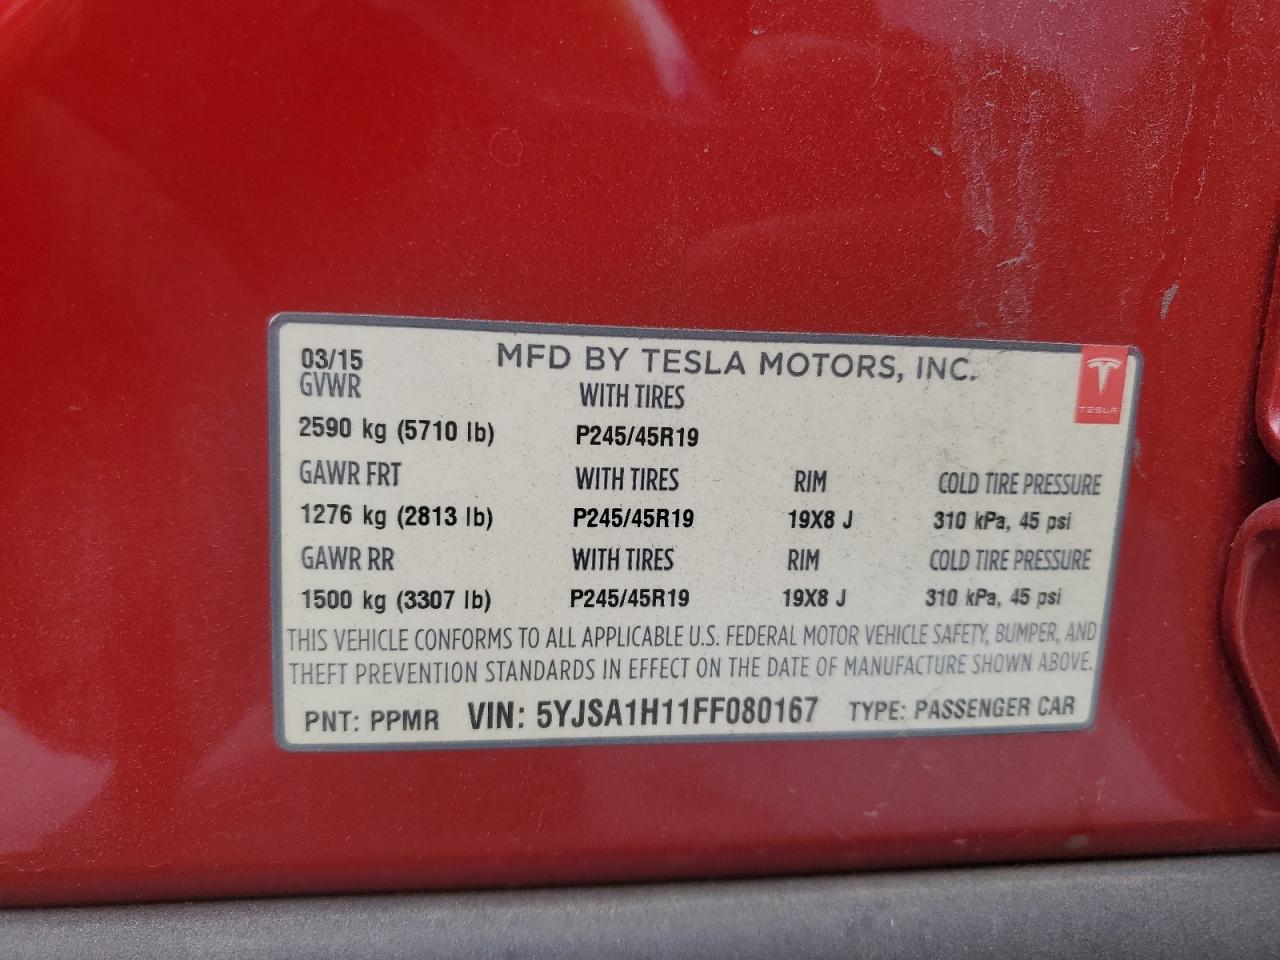 03/15 MFD BY TESLA MOTORS, INC.
GVWR WITH TIRES
2590 kg (5710 lb) P245/45R19
TESLA
GAWR FRT WITH TIRES RIM COLD TIRE PRESSURE
1276 kg (2813 lb) P245/45R19 19X8 J 310 kPa, 45 psi
GAWR RR WITH TIRES RIM COLD TIRE PRESSURE
1500 kg (3307 lb) P245/45R19 19X8 J 310 kPa, 45 psi
THIS VEHICLE CONFORMS TO ALL APPLICABLE U.S. FEDERAL MOTOR VEHICLE SAFETY, BUMPER, AND
THEFT PREVENTION STANDARDS IN EFFECT ON THE DATE OF MANUFACTURE SHOWN ABOVE.
PNT: PPMR VIN: 5YJSA1H11FF080167 TYPE: PASSENGER CAR